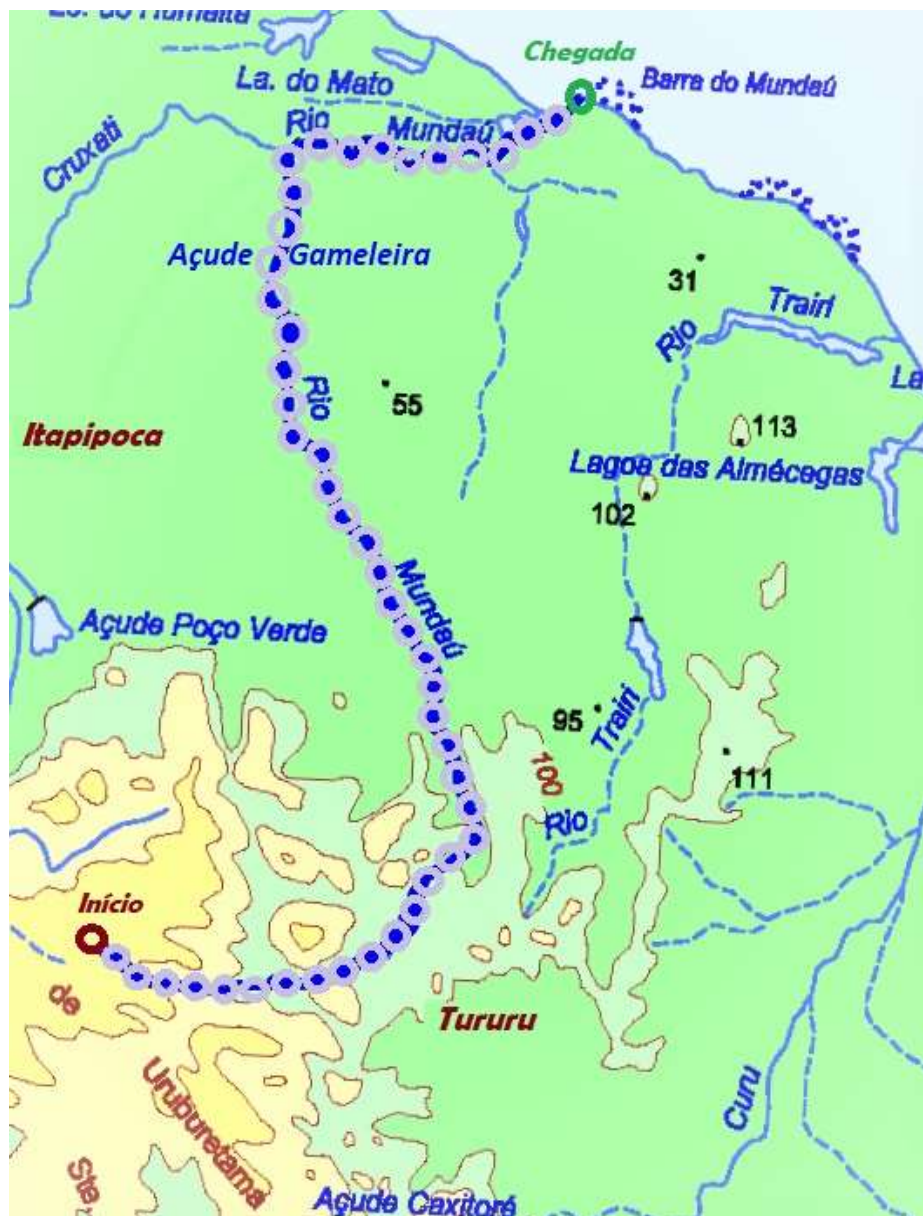 Chegada
La. do Mato
Barra do Mundaú
Rio
Mundaú
Cruxati
Açude Gameleira
31
Trairi
Rio
La
Rio
55
Itapipoca
113
Lagoa das Almécegas
102
Mundaú
Açude Poço Verde
95
Trairi
100
111
Rio
Início
de
Tururu
Uruburetama
Curu
Açude Caxitoré